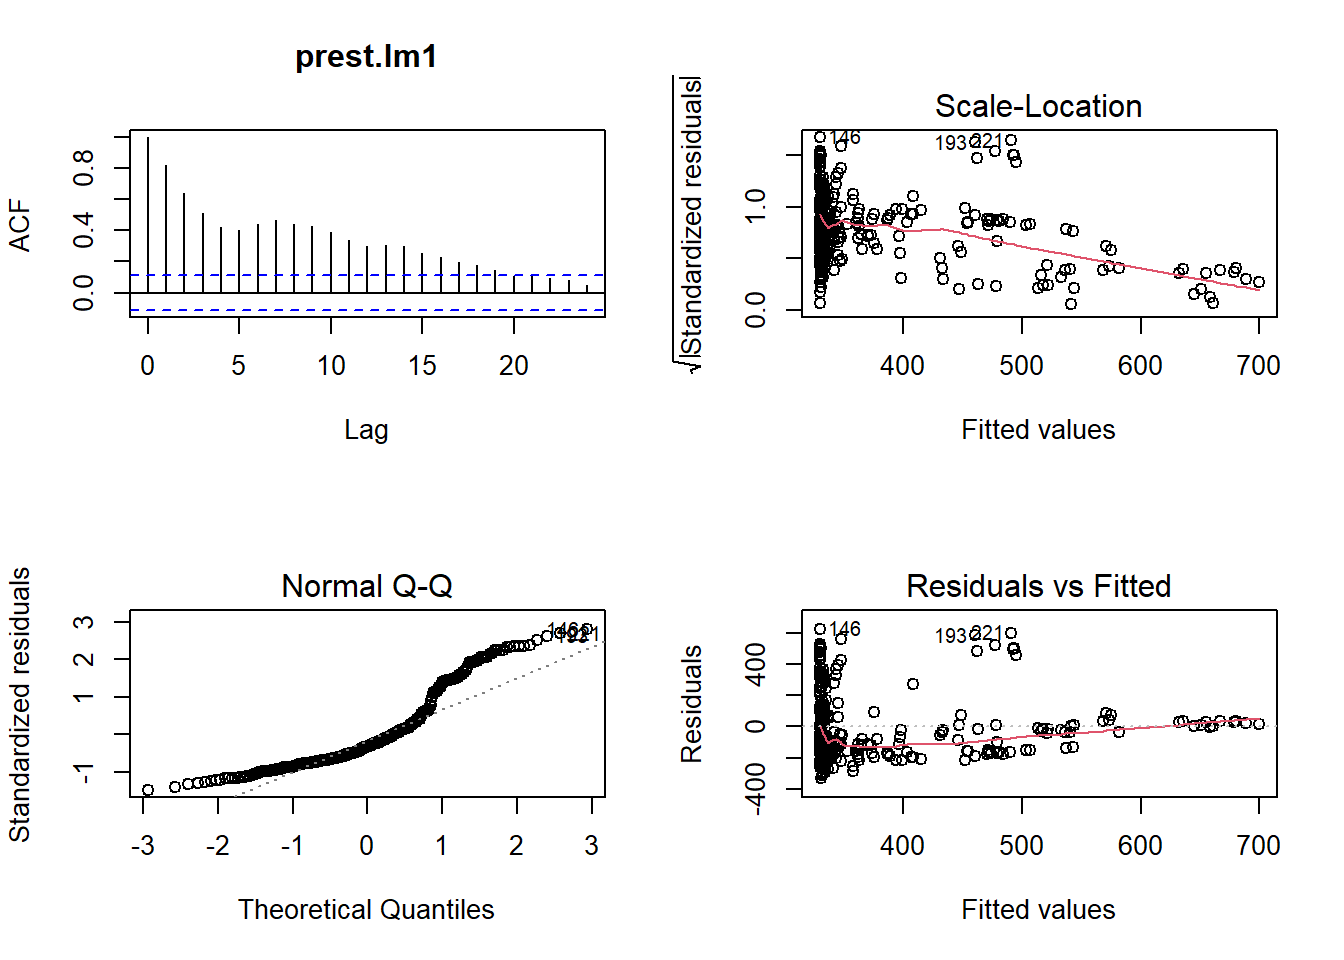 prest.lm1
ACF
0.0 0.4 0.8
0 5 10 15 20
Lag
Scale-Location
√|Standardized residuals|
0.0 1.0
146
193
221
400 500 600 700
Fitted values
Normal Q-Q
Standardized residuals
-1 1 2 3
146
193
221
-3 -2 -1 0 1 2 3
Theoretical Quantiles
Residuals vs Fitted
Residuals
-400 0 400
146
193
221
400 500 600 700
Fitted values